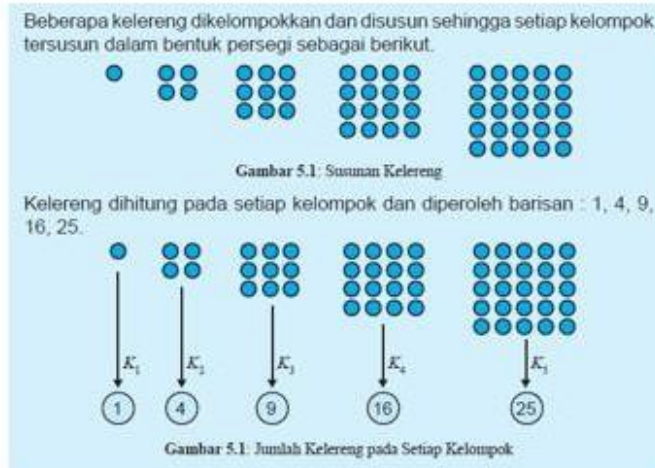 Beberapa kelereng dikelompokkan dan disusun sehingga setiap kelompok
tersusun dalam bentuk persegi sebagai berikut.
Gambar 5.1: Susunan Kelereng
Kelereng dihitung pada setiap kelompok dan diperoleh barisan : 1, 4, 9,
16, 25.
K₁ K₂ K₃ K₄ K₅
1 4 9 16 25
Gambar 5.1: Jumlah Kelereng pada Setiap Kelompok